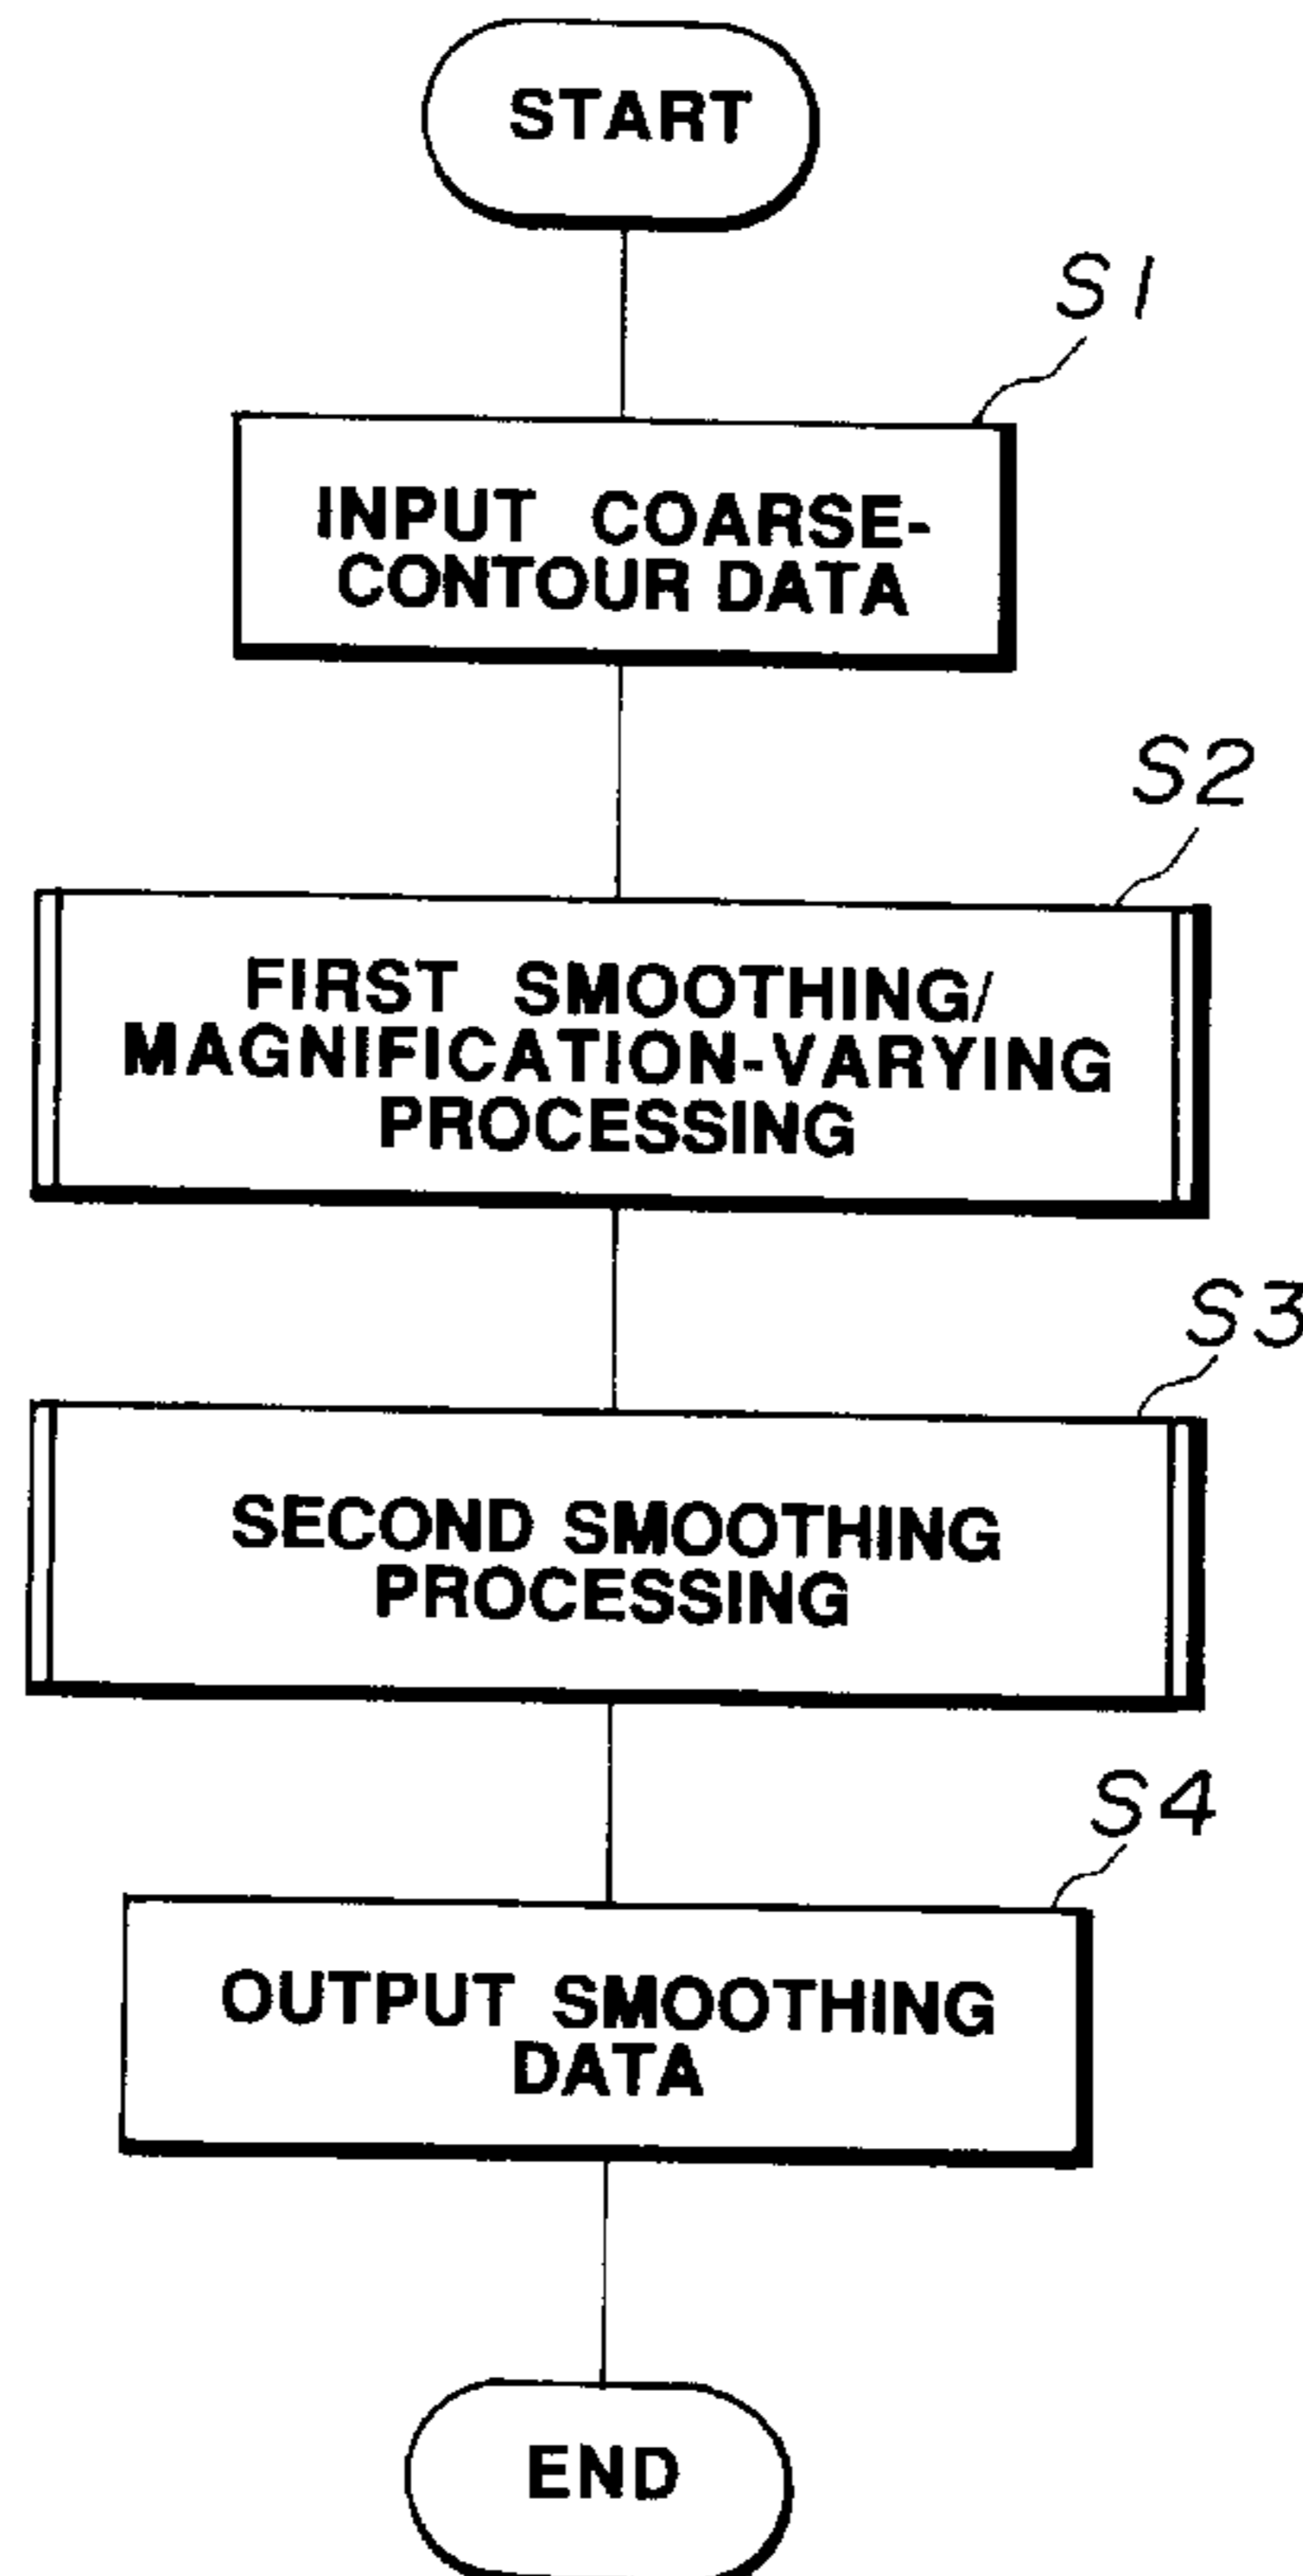 START
S1
INPUT COARSE-
CONTOUR DATA
S2
FIRST SMOOTHING/
MAGNIFICATION-VARYING
PROCESSING
S3
SECOND SMOOTHING
PROCESSING
S4
OUTPUT SMOOTHING
DATA
END